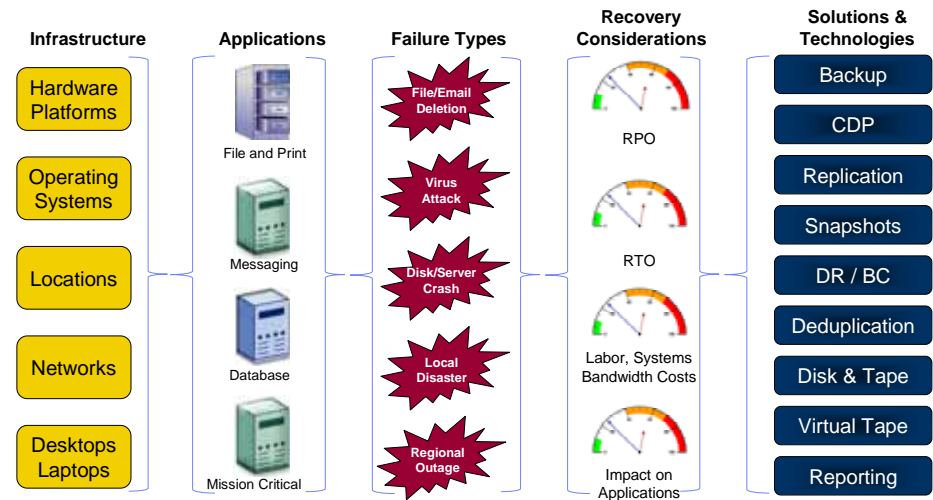 Infrastructure
Hardware
Platforms
Operating
Systems
Locations
Networks
Desktops
Laptops
Applications
File and Print
Messaging
Database
Mission Critical
Failure Types
File/Email
Deletion
Virus
Attack
Disk/Server
Crash
Local
Disaster
Regional
Outage
Recovery
Considerations
RPO
RTO
Labor, Systems
Bandwidth Costs
Impact on
Applications
Solutions &
Technologies
Backup
CDP
Replication
Snapshots
DR / BC
Deduplication
Disk & Tape
Virtual Tape
Reporting